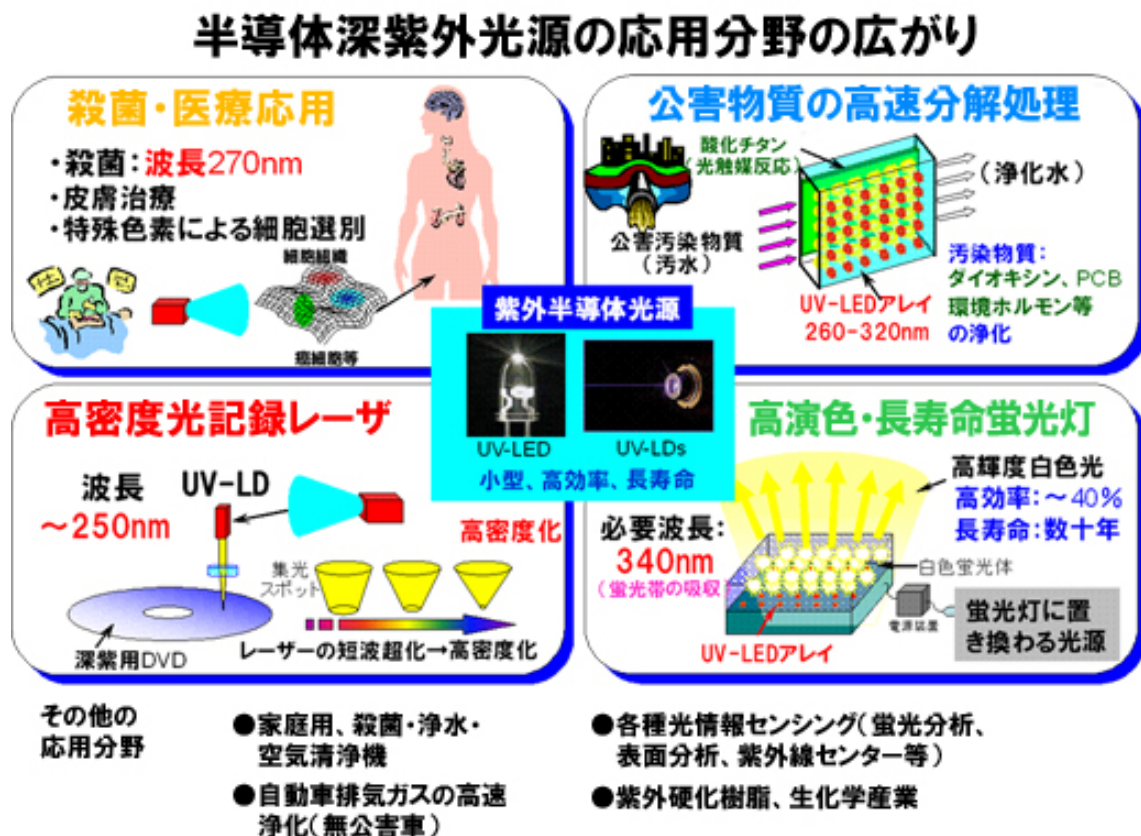 半導体深紫外光源の応用分野の広がり
殺菌・医療応用
・殺菌：波長270nm
・皮膚治療
・特殊色素による細胞選別
細胞組織
癌細胞等
公害物質の高速分解処理
酸化チタン
(光触媒反応)
(浄化水)
公害汚染物質
(汚水)
UV-LEDアレイ
260-320nm
汚染物質：
ダイオキシン、PCB
環境ホルモン等
の浄化
紫外半導体光源
UV-LED
UV-LDs
小型、高効率、長寿命
高密度光記録レーザ
波長
～250nm
UV-LD
高密度化
集光
スポット
深紫用DVD
レーザーの短波超化→高密度化
高演色・長寿命蛍光灯
高輝度白色光
高効率：～40%
長寿命：数十年
必要波長：
340nm
(蛍光帯の吸収)
白色蛍光体
電源装置
UV-LEDアレイ
蛍光灯に置
き換わる光源
その他の
応用分野
●家庭用、殺菌・浄水・
空気清浄機
●自動車排気ガスの高速
浄化(無公害車)
●各種光情報センシング(蛍光分析、
表面分析、紫外線センター等)
●紫外硬化樹脂、生化学産業